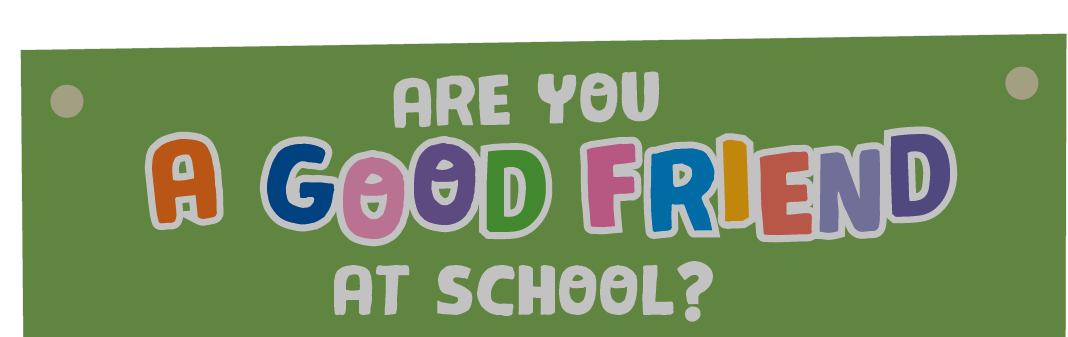 ARE YOU
A GOOD FRIEND
AT SCHOOL?